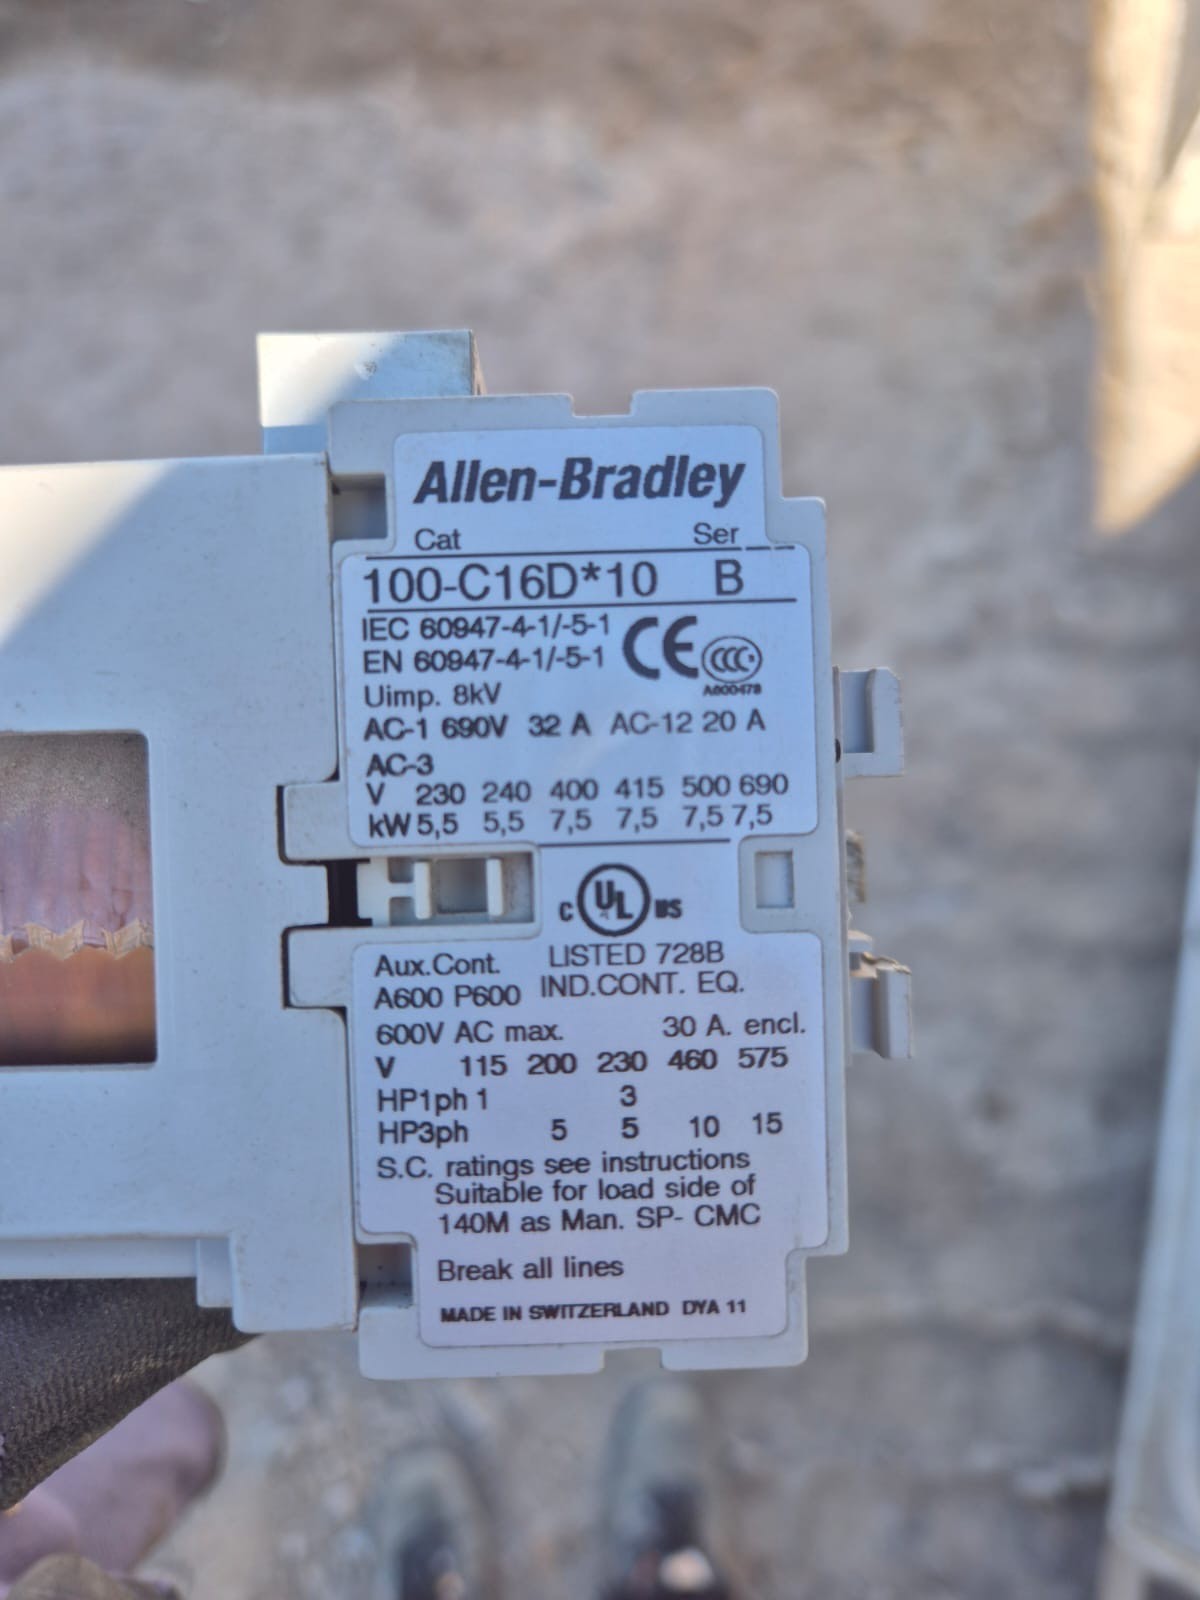 Allen-Bradley
Cat Ser
100-C16D*10 B
IEC 60947-4-1/-5-1
EN 60947-4-1/-5-1
CE CCC
A600478
Uimp. 8kV
AC-1 690V 32 A AC-12 20 A
AC-3
V 230 240 400 415 500 690
kW 5,5 5,5 7,5 7,5 7,5 7,5
C UL US
Aux.Cont. LISTED 728B
A600 P600 IND.CONT. EQ.
600V AC max. 30 A. encl.
V 115 200 230 460 575
HP1ph 1 3
HP3ph 5 5 10 15
S.C. ratings see instructions
Suitable for load side of
140M as Man. SP- CMC
Break all lines
MADE IN SWITZERLAND DYA 11